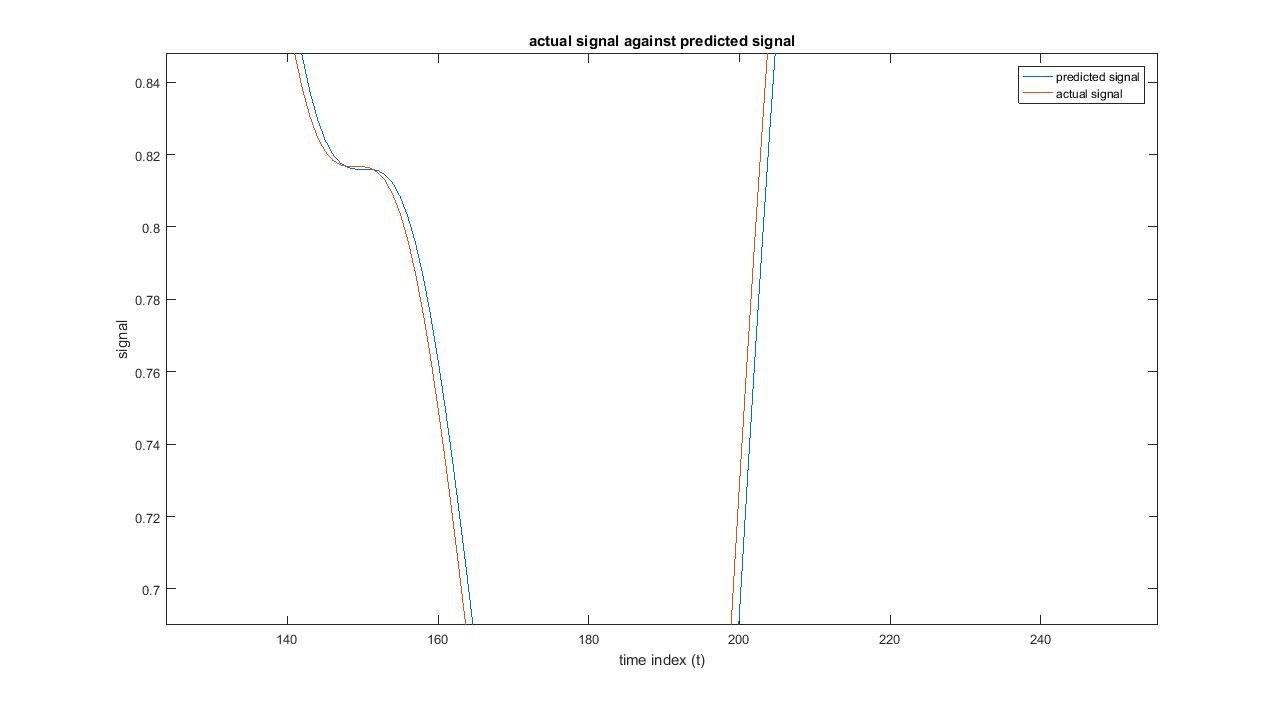 actual signal against predicted signal
predicted signal
actual signal
0.84
0.82
0.8
0.78
0.76
0.74
0.72
0.7
signal
140 160 180 200 220 240
time index (t)